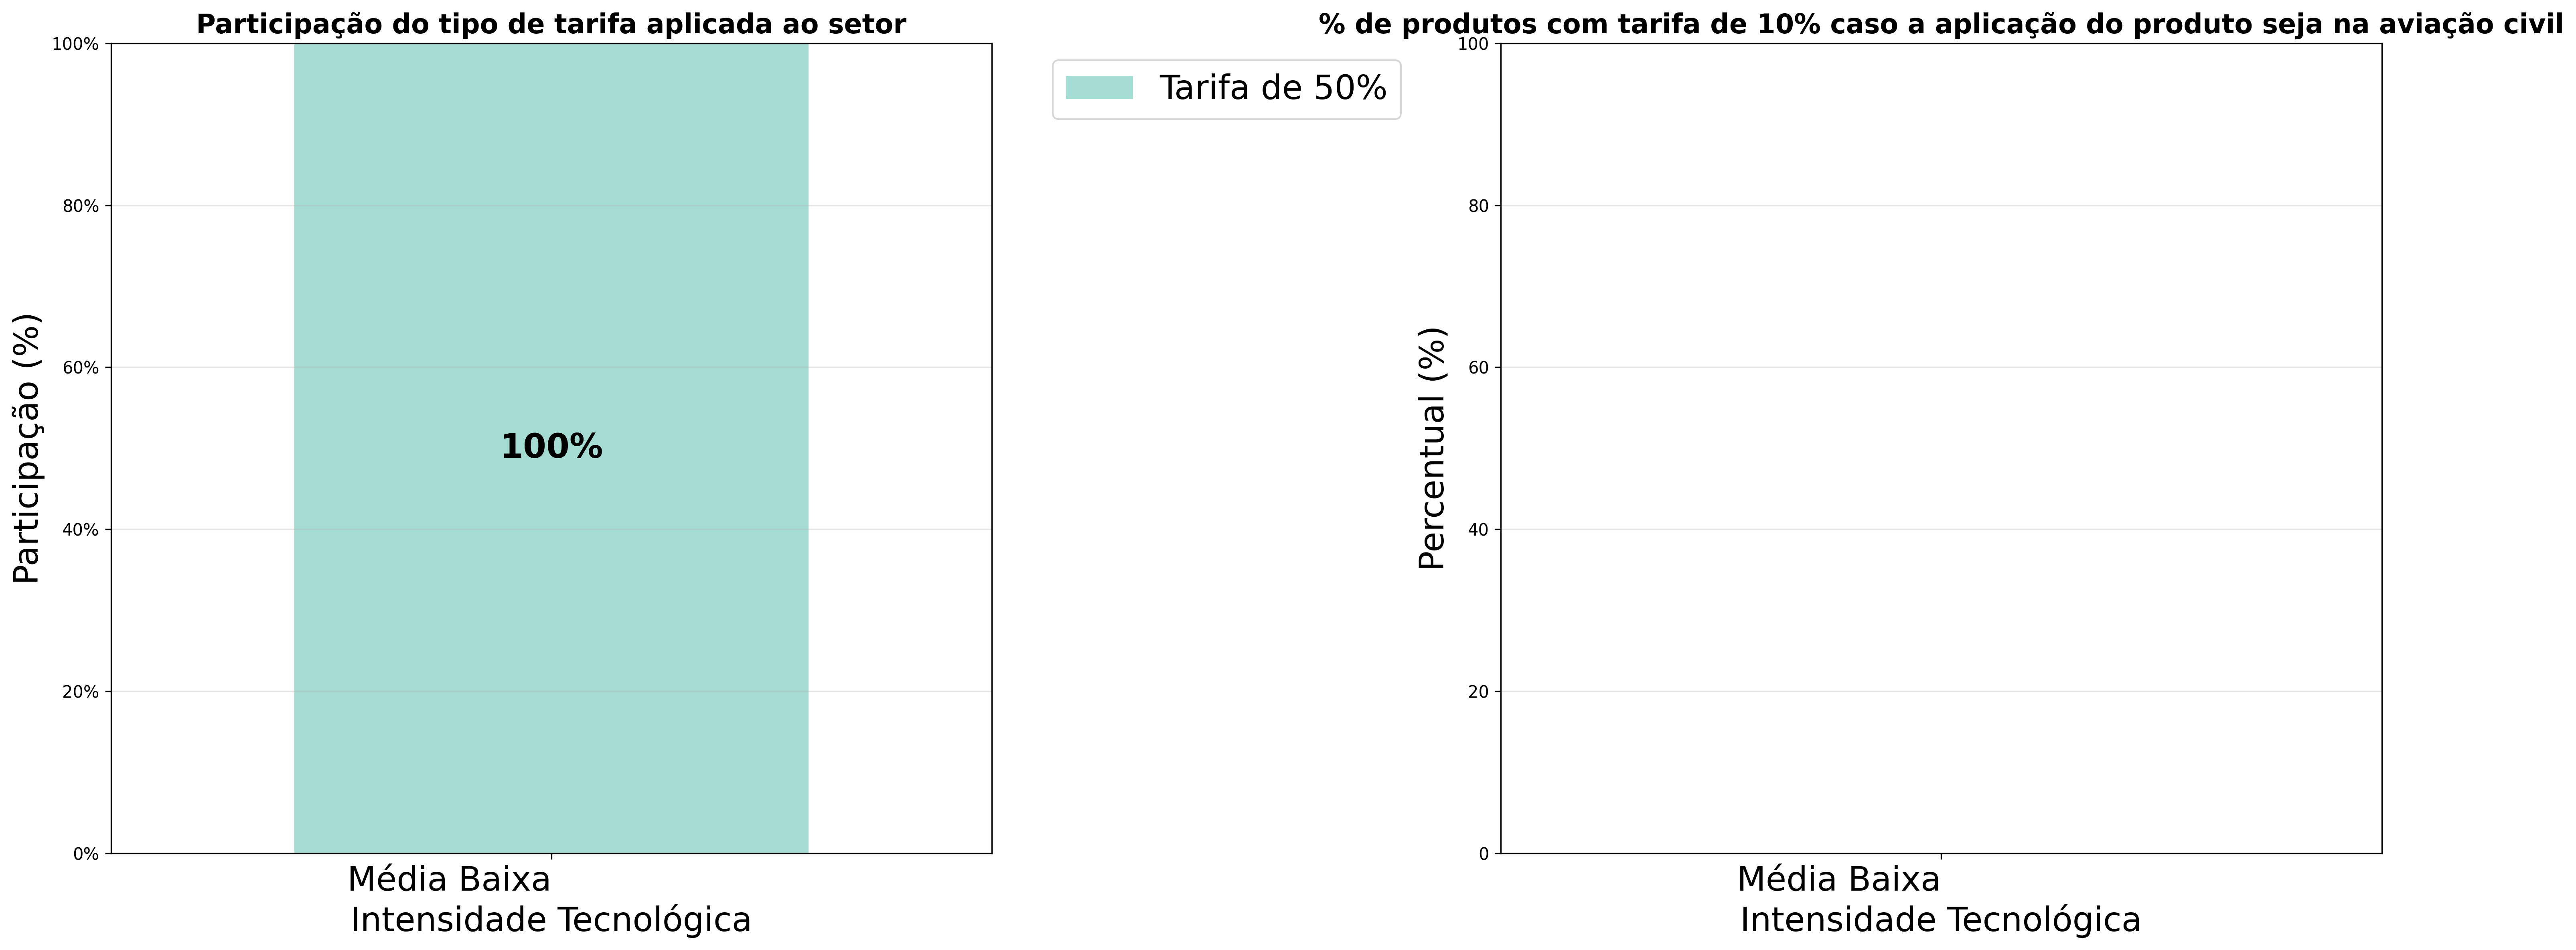 Participação do tipo de tarifa aplicada ao setor
Participação (%)
100%
80%
60%
40%
20%
0%
100%
Média Baixa
Intensidade Tecnológica
Tarifa de 50%
% de produtos com tarifa de 10% caso a aplicação do produto seja na aviação civil
Percentual (%)
100
80
60
40
20
0
Média Baixa
Intensidade Tecnológica